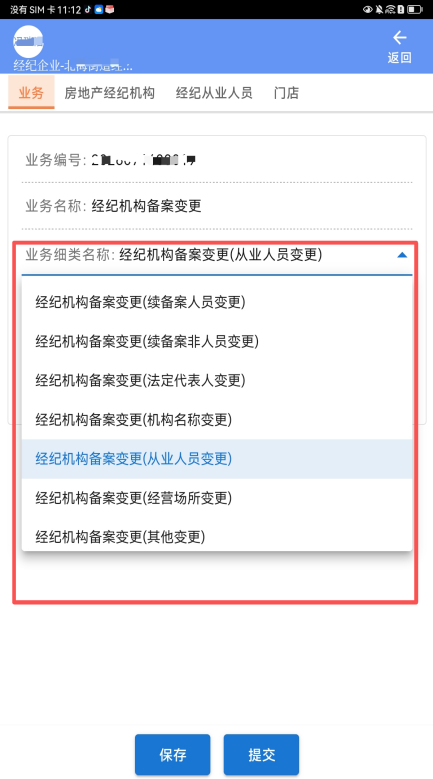 没有 SIM 卡 11:12
返回
业务 房地产经纪机构 经纪从业人员 门店
业务编号:
业务名称: 经纪机构备案变更
业务细类名称: 经纪机构备案变更(从业人员变更)
经纪机构备案变更(续备案人员变更)
经纪机构备案变更(续备案非人员变更)
经纪机构备案变更(法定代表人变更)
经纪机构备案变更(机构名称变更)
经纪机构备案变更(从业人员变更)
经纪机构备案变更(经营场所变更)
经纪机构备案变更(其他变更)
保存 提交